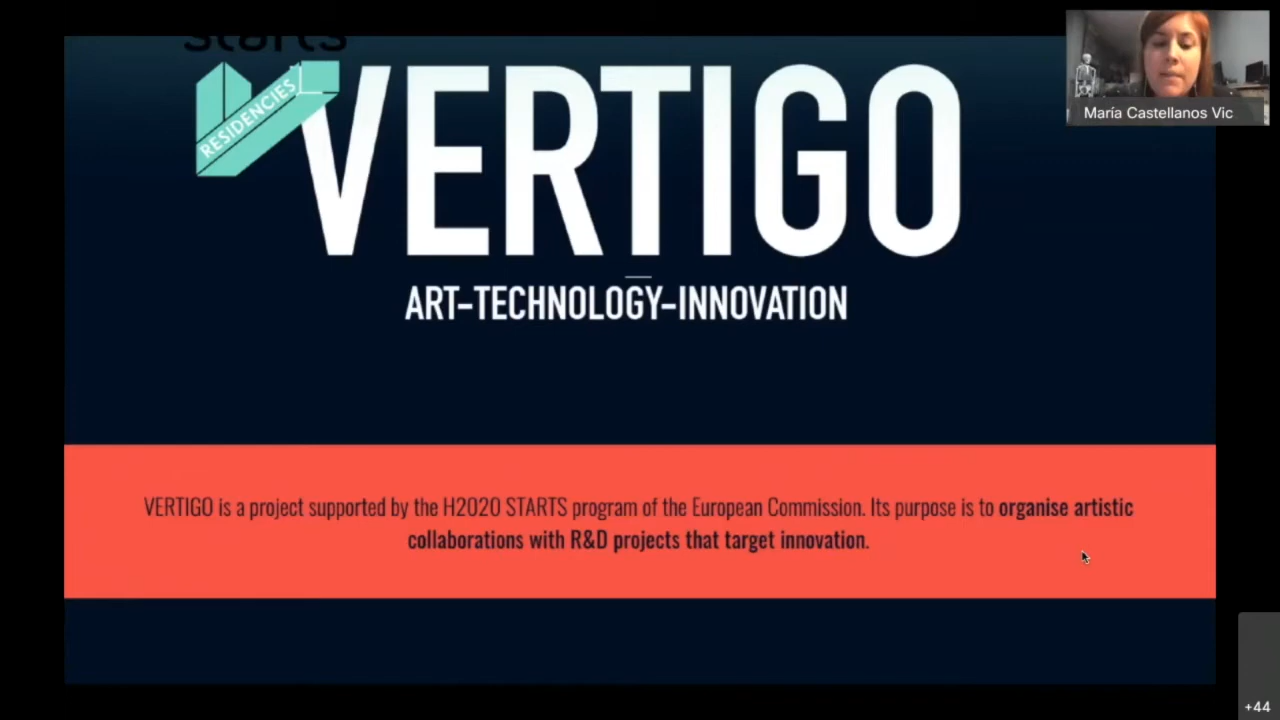 starts
RESIDENCIES
VERTIGO
ART-TECHNOLOGY-INNOVATION
VERTIGO is a project supported by the H2020 STARTS program of the European Commission. Its purpose is to organise artistic
collaborations with R&D projects that target innovation.
María Castellanos Vic
+44